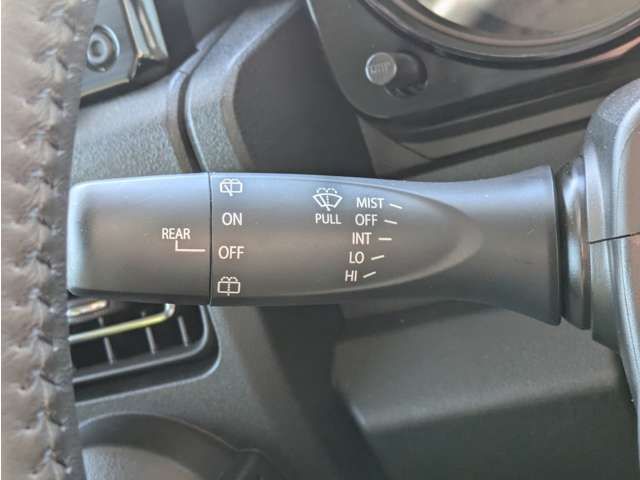 REAR
ON
OFF
PULL
MIST
OFF
INT
LO
HI